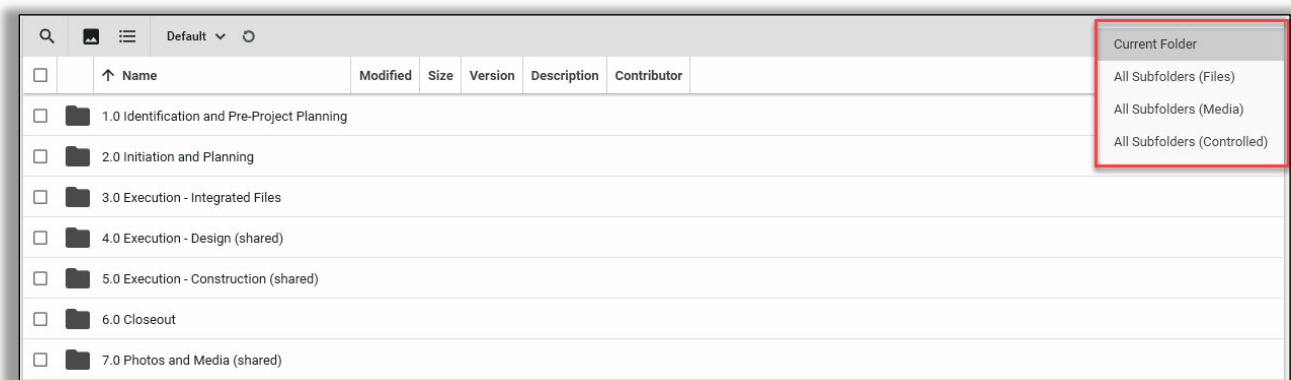 Default
Current Folder
All Subfolders (Files)
All Subfolders (Media)
All Subfolders (Controlled)
Name Modified Size Version Description Contributor
1.0 Identification and Pre-Project Planning
2.0 Initiation and Planning
3.0 Execution - Integrated Files
4.0 Execution - Design (shared)
5.0 Execution - Construction (shared)
6.0 Closeout
7.0 Photos and Media (shared)